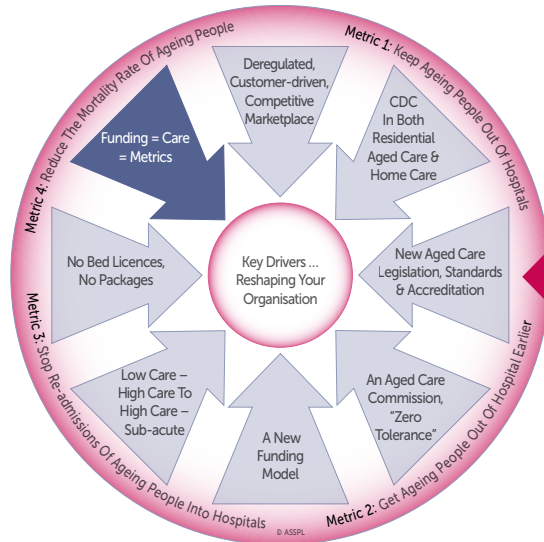 Metric 1: Keep Ageing People Out Of Hospitals
Metric 2: Get Ageing People Out Of Hospital Earlier
Metric 3: Stop Re-admissions Of Ageing People Into Hospitals
Metric 4: Reduce The Mortality Rate Of Ageing People
Deregulated,
Customer-driven,
Competitive
Marketplace
CDC
In Both
Residential
Aged Care &
Home Care
New Aged Care
Legislation, Standards
& Accreditation
An Aged Care
Commission,
"Zero
Tolerance"
A New
Funding
Model
Low Care –
High Care To
High Care –
Sub-acute
No Bed Licences,
No Packages
Funding = Care
= Metrics
Key Drivers ...
Reshaping Your
Organisation
© ASSPL